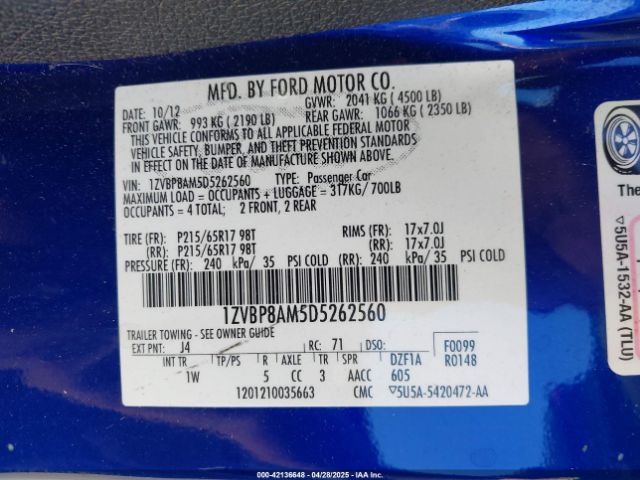 MFD. BY FORD MOTOR CO.
DATE: 10/12 GVWR: 2041 KG ( 4500 LB)
FRONT GAWR: 993 KG ( 2190 LB) REAR GAWR: 1066 KG ( 2350 LB)
THIS VEHICLE CONFORMS TO ALL APPLICABLE FEDERAL MOTOR
VEHICLE SAFETY, BUMPER, AND THEFT PREVENTION STANDARDS
IN EFFECT ON THE DATE OF MANUFACTURE SHOWN ABOVE.
VIN: 1ZVBP8AM5D5262560 TYPE: Passenger Car
MAXIMUM LOAD = OCCUPANTS + LUGGAGE = 317KG/700LB
OCCUPANTS = 4 TOTAL; 2 FRONT, 2 REAR
TIRE (FR): P215/65R17 98T RIMS (FR): 17x7.0J
(RR): P215/65R17 98T (RR): 17x7.0J
PRESSURE (FR): 240 kPa/ 35 PSI COLD (RR): 240 kPa/ 35 PSI COLD
1ZVBP8AM5D5262560
TRAILER TOWING - SEE OWNER GUIDE
EXT PNT: J4 RC: 71 DSO: F0099
R0148
INT TR TP/PS R AXLE TR SPR DZF1A
1W 5 CC 3 AACC 605
1201210035663 CMC ▽5U5A-5420472-AA
The
▽5U5A-1532-AA (TLU)
000-42136648 - 04/28/2025 - IAAI.COM